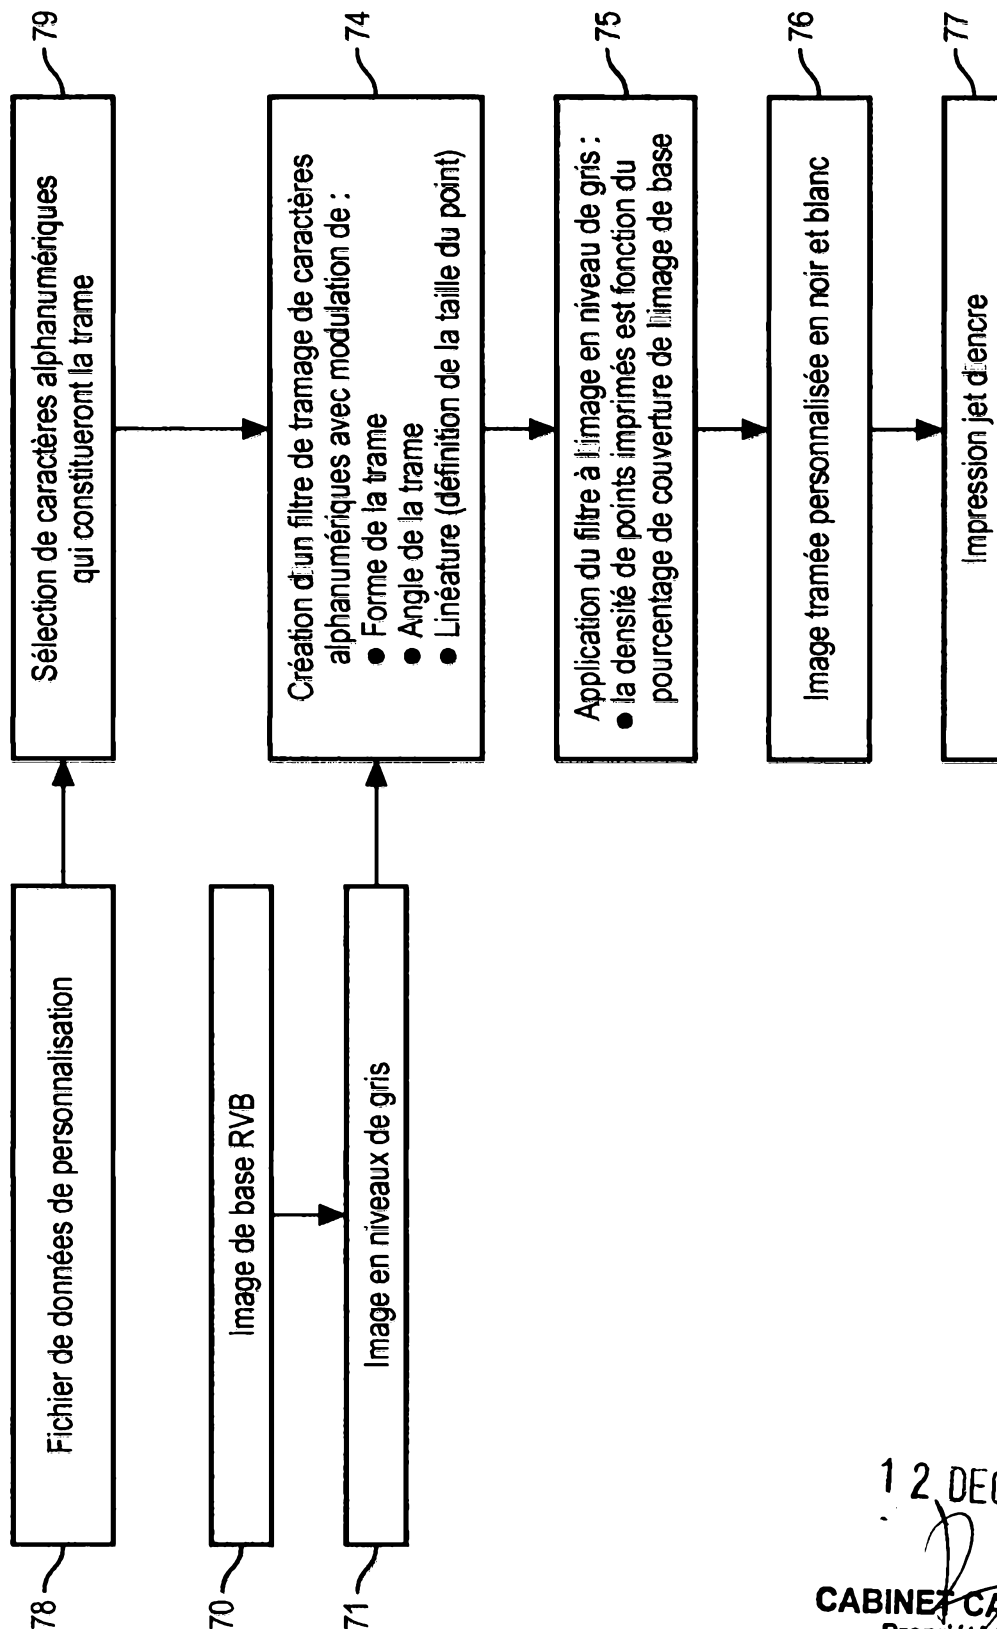 78
Fichier de données de personnalisation
79
Sélection de caractères alphanumériques
qui constitueront la trame
70
Image de base RVB
71
Image en niveaux de gris
74
Création d'un filtre de tramage de caractères
alphanumériques avec modulation de :
● Forme de la trame
● Angle de la trame
● Linéature (définition de la taille du point)
75
Application du filtre à l'image en niveau de gris :
● la densité de points imprimés est fonction du
pourcentage de couverture de l'image de base
76
Image tramée personnalisée en noir et blanc
77
Impression jet d'encre
12 DE
CABINET CA